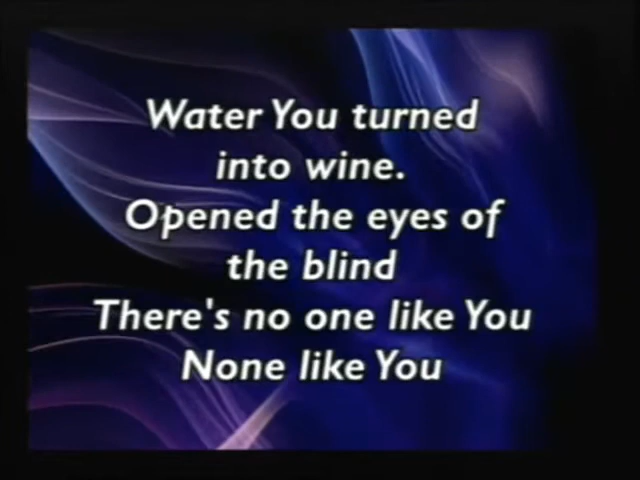 Water You turned
into wine.
Opened the eyes of
the blind
There's no one like You
None like You